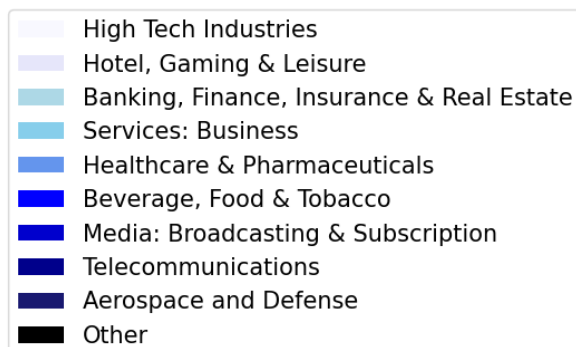 High Tech Industries
Hotel, Gaming & Leisure
Banking, Finance, Insurance & Real Estate
Services: Business
Healthcare & Pharmaceuticals
Beverage, Food & Tobacco
Media: Broadcasting & Subscription
Telecommunications
Aerospace and Defense
Other